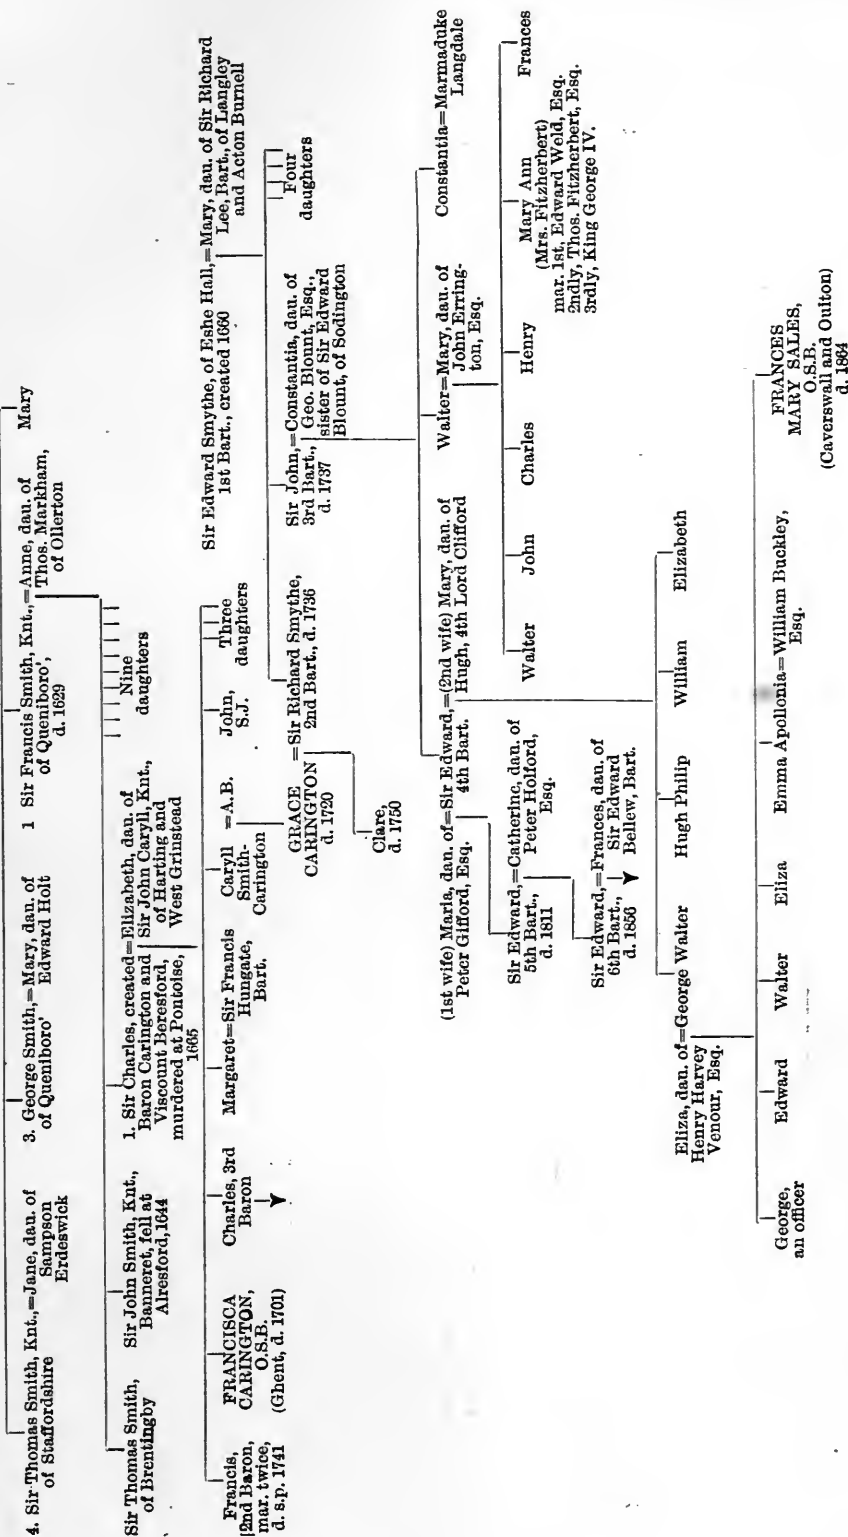 4. Sir Thomas Smith, Knt.,=Jane, dau. of
of Staffordshire Sampson
Erdeswick
3. George Smith,=Mary, dau. of
of Queniboro' Edward Holt
1 Sir Francis Smith, Knt.,=Anne, dau. of
of Queniboro', Thos. Markham,
d. 1629 of Ollerton
Mary
Sir Thomas Smith,
of Brentingby
Sir John Smith, Knt.,
Banneret, fell at
Alresford, 1644
1. Sir Charles, created=Elizabeth, dau. of
Baron Carington and Sir John Caryll, Knt.,
Viscount Beresford, of Harting and
murdered at Pontoise, West Grinstead
1665
Nine
daughters
Francis,
2nd Baron,
mar. twice,
d. s.p. 1741
FRANCISCA
CARINGTON,
O.S.B.
(Ghent, d. 1701)
Charles, 3rd
Baron
Margaret=Sir Francis
Hungate,
Bart.
Caryll =A.B.
Smith-
Carington
John,
S.J.
Three
daughters
Sir Edward Smythe, of Eshe Hall,=Mary, dau. of Sir Richard
1st Bart., created 1660 Lee, Bart., of Langley
and Acton Burnell
GRACE =Sir Richard Smythe,
CARINGTON 2nd Bart., d. 1736
d. 1720
Sir John,=Constantia, dau. of
3rd Bart., Geo. Blount, Esq.,
d. 1737 sister of Sir Edward
Blount, of Sodington
Four
daughters
Clare,
d. 1750
(1st wife) Maria, dau. of=Sir Edward,=(2nd wife) Mary, dau. of
Peter Gifford, Esq. 4th Bart. Hugh, 4th Lord Clifford
Walter=Mary, dau. of
John Erring-
ton, Esq.
Constantia=Marmaduke
Langdale
Sir Edward,=Catherine, dau. of
5th Bart., Peter Holford,
d. 1811 Esq.
Walter
John
Charles
Henry
Mary Ann
(Mrs. Fitzherbert)
mar. 1st, Edward Weld, Esq.
2ndly, Thos. Fitzherbert, Esq.
3rdly, King George IV.
Frances
Sir Edward,=Frances, dau. of
6th Bart., Sir Edward
d. 1856 Bellew, Bart.
Eliza, dau. of=George Walter
Henry Harvey
Venour, Esq.
Hugh Philip
William
Elizabeth
George,
an officer
Edward
Walter
Eliza
Emma Apollonia=William Buckley,
Esq.
FRANCES
MARY SALES,
O.S.B.
(Caverswall and Oulton)
d. 1864